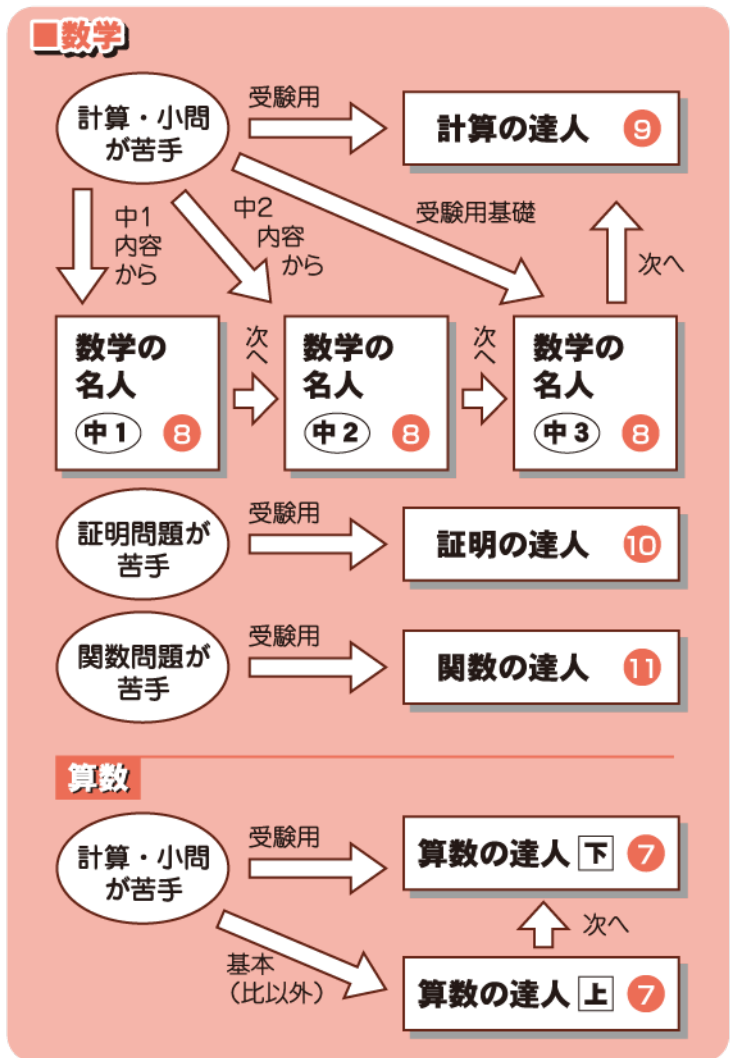 ■数学
計算・小問
が苦手
受験用
計算の達人 9
中1
内容
から
中2
内容
から
受験用基礎
次へ
数学の
名人
中1 8
次へ
数学の
名人
中2 8
次へ
数学の
名人
中3 8
証明問題が
苦手
受験用
証明の達人 10
関数問題が
苦手
受験用
関数の達人 11
算数
計算・小問
が苦手
受験用
算数の達人 下 7
次へ
基本
（比以外）
算数の達人 上 7